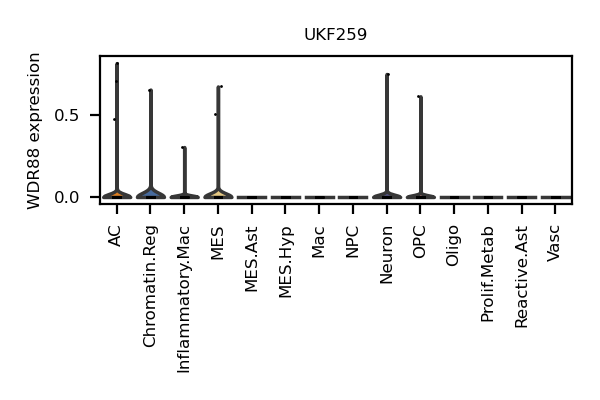 UKF259
WDR88 expression
0.5
0.0
AC
Chromatin.Reg
Inflammatory.Mac
MES
MES.Ast
MES.Hyp
Mac
NPC
Neuron
OPC
Oligo
Prolif.Metab
Reactive.Ast
Vasc